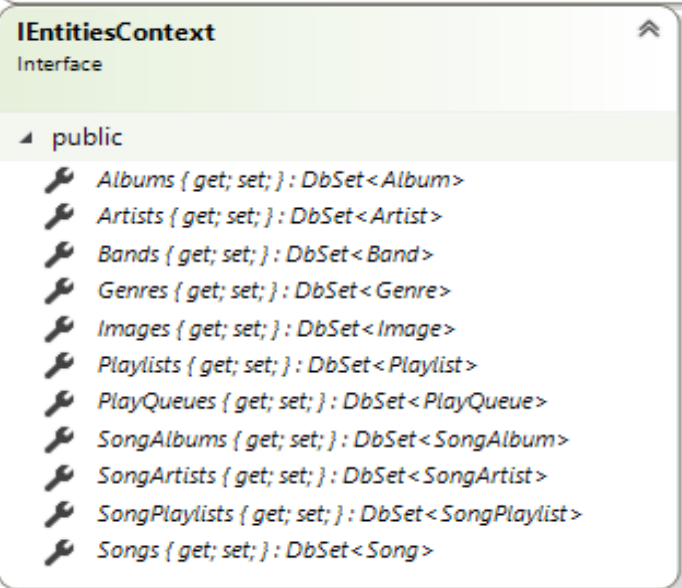 IEntitiesContext
Interface
public
Albums { get; set; } : DbSet<Album>
Artists { get; set; } : DbSet<Artist>
Bands { get; set; } : DbSet<Band>
Genres { get; set; } : DbSet<Genre>
Images { get; set; } : DbSet<Image>
Playlists { get; set; } : DbSet<Playlist>
PlayQueues { get; set; } : DbSet<PlayQueue>
SongAlbums { get; set; } : DbSet<SongAlbum>
SongArtists { get; set; } : DbSet<SongArtist>
SongPlaylists { get; set; } : DbSet<SongPlaylist>
Songs { get; set; } : DbSet<Song>